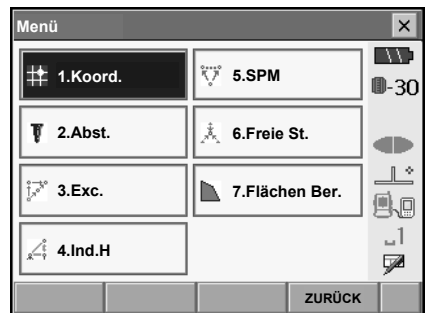 Menü
1.Koord.
2.Abst.
3.Exc.
4.Ind.H
5.SPM
6.Freie St.
7.Flächen Ber.
-30
1
ZURÜCK